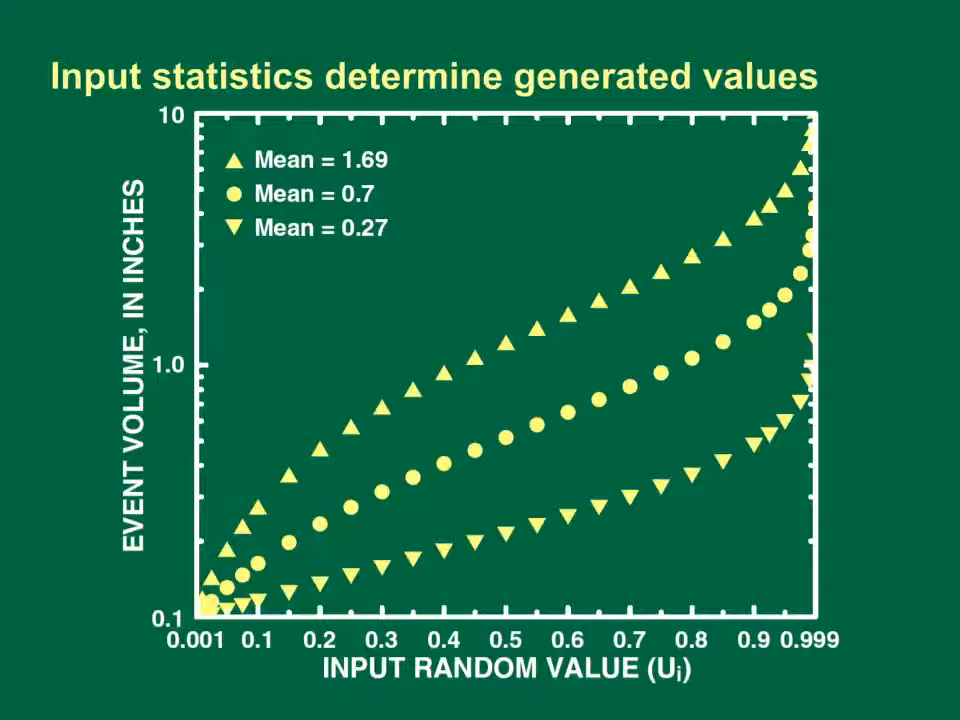 Input statistics determine generated values
10
Mean = 1.69
Mean = 0.7
Mean = 0.27
EVENT VOLUME, IN INCHES
1.0
0.1
0.001 0.1 0.2 0.3 0.4 0.5 0.6 0.7 0.8 0.9 0.999
INPUT RANDOM VALUE (Ui)